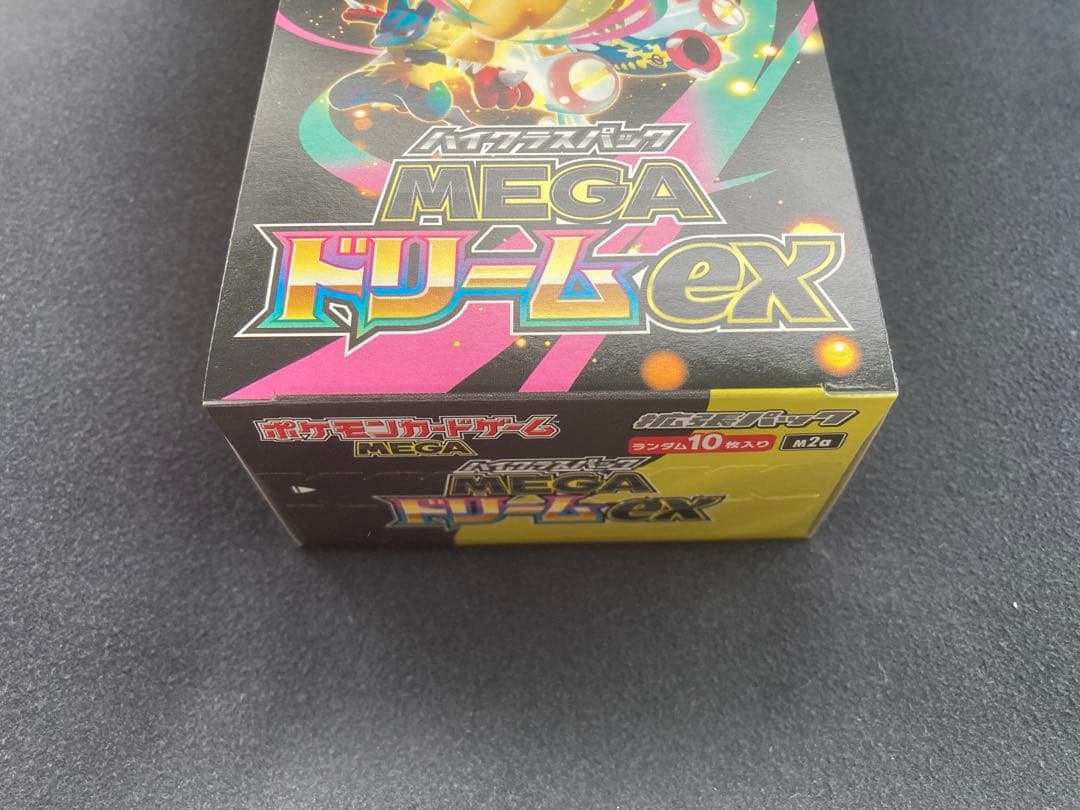 ハイクラスパック
MEGA
ドリームex
ポケモンカードゲーム
MEGA
拡張パック
ランダム10枚入り M2a
ハイクラスパック
MEGA
ドリームex